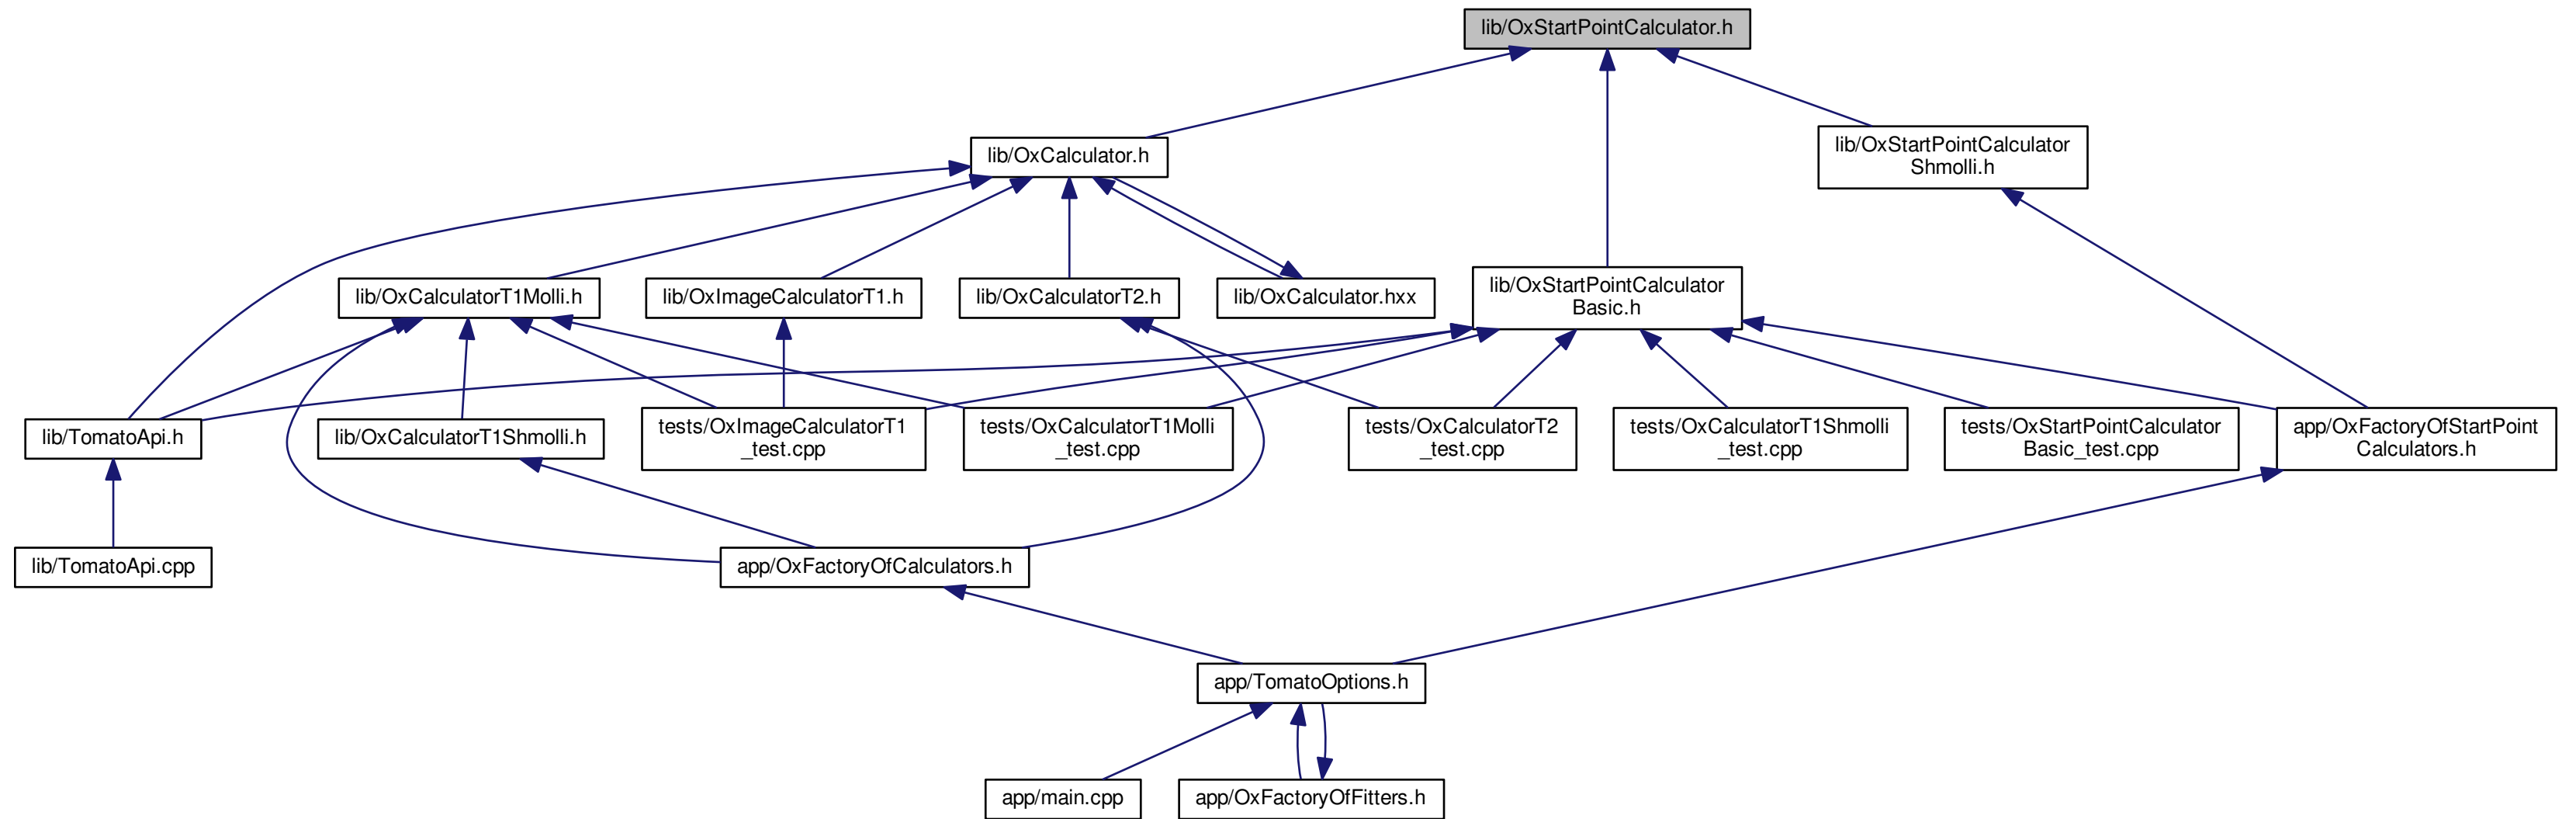 lib/OxStartPointCalculator.h
lib/OxCalculator.h
lib/OxStartPointCalculator
Shmolli.h
lib/OxCalculatorT1Molli.h
lib/OxImageCalculatorT1.h
lib/OxCalculatorT2.h
lib/OxCalculator.hxx
lib/OxStartPointCalculator
Basic.h
lib/TomatoApi.h
lib/OxCalculatorT1Shmolli.h
tests/OxImageCalculatorT1
_test.cpp
tests/OxCalculatorT1Molli
_test.cpp
tests/OxCalculatorT2
_test.cpp
tests/OxCalculatorT1Shmolli
_test.cpp
tests/OxStartPointCalculator
Basic_test.cpp
app/OxFactoryOfStartPoint
Calculators.h
lib/TomatoApi.cpp
app/OxFactoryOfCalculators.h
app/TomatoOptions.h
app/main.cpp
app/OxFactoryOfFitters.h